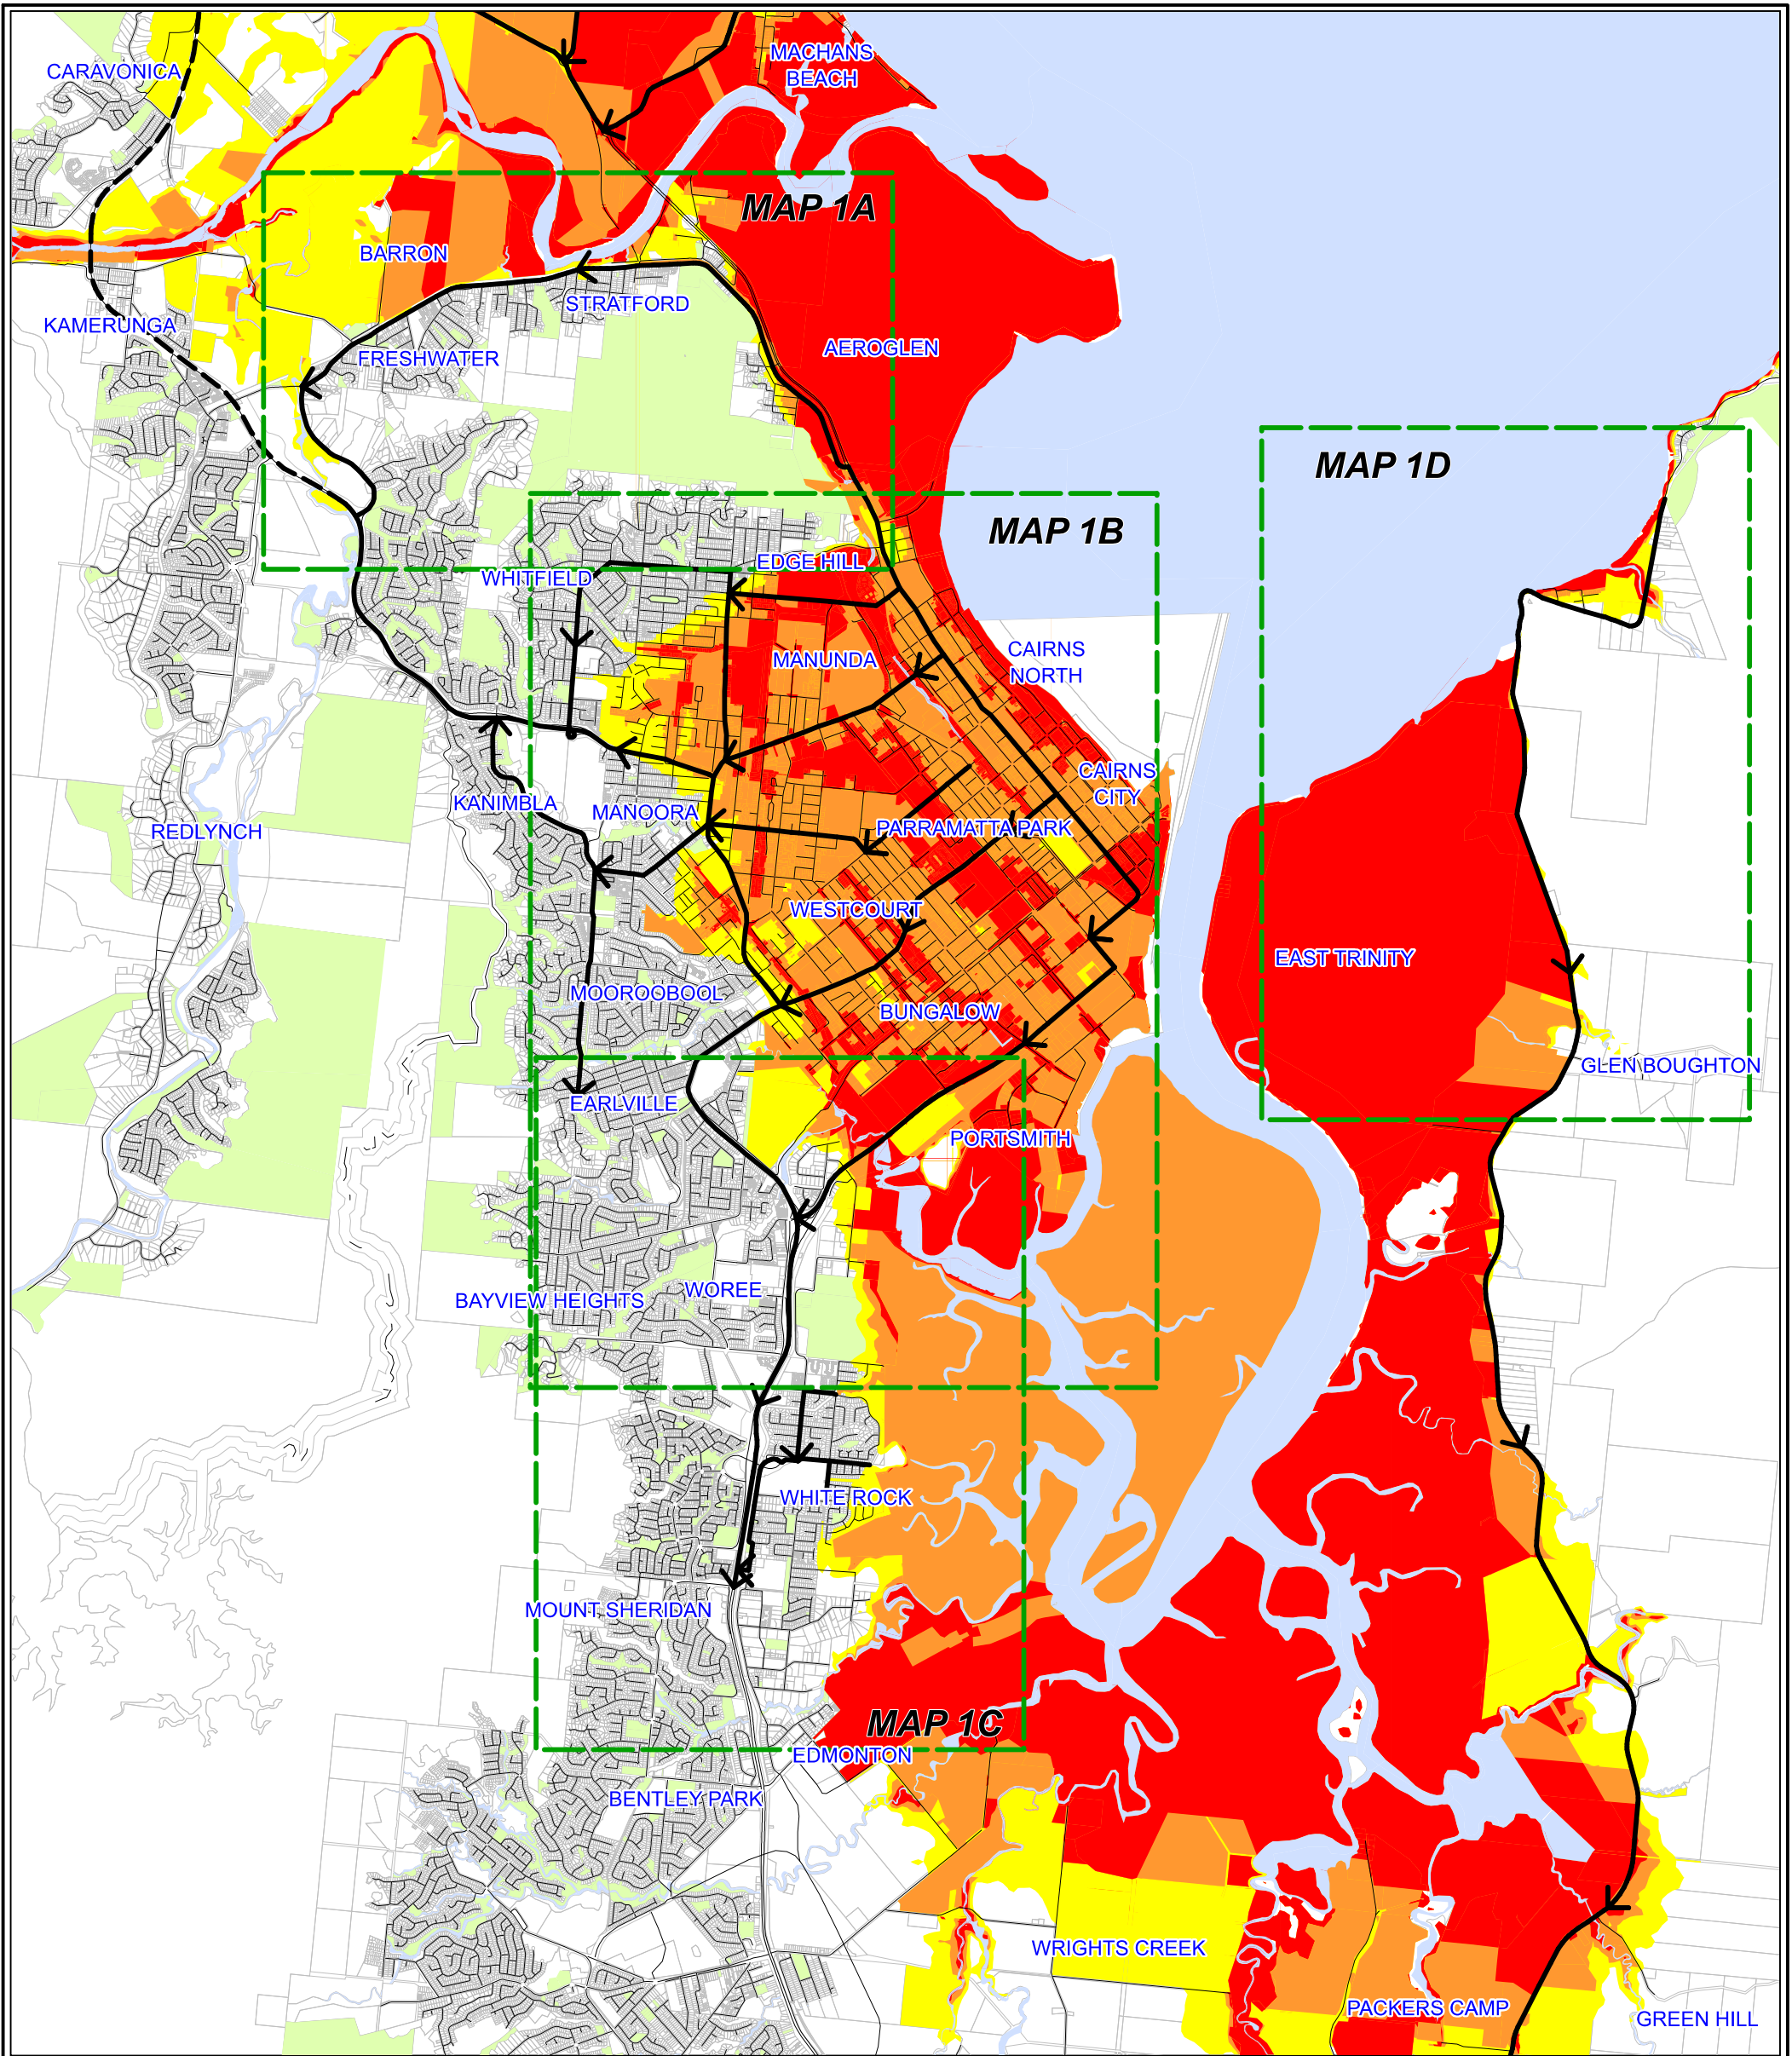 MACHANS
BEACH
CARAVONICA
MAP 1A
BARRON
STRATFORD
KAMERUNGA
AEROGLEN
FRESHWATER
MAP 1D
MAP 1B
EDGE HILL
WHITFIELD
CAIRNS
NORTH
MANUNDA
CAIRNS
CITY
KANIMBLA
MANOORA
PARRAMATTA PARK
REDLYNCH
WESTCOURT
EAST TRINITY
MOOROOBOOL
BUNGALOW
GLEN BOUGHTON
EARLVILLE
PORTSMITH
WOREE
BAYVIEW HEIGHTS
WHITE ROCK
MOUNT SHERIDAN
MAP 1C
EDMONTON
BENTLEY PARK
WRIGHTS CREEK
PACKERS CAMP
GREEN HILL